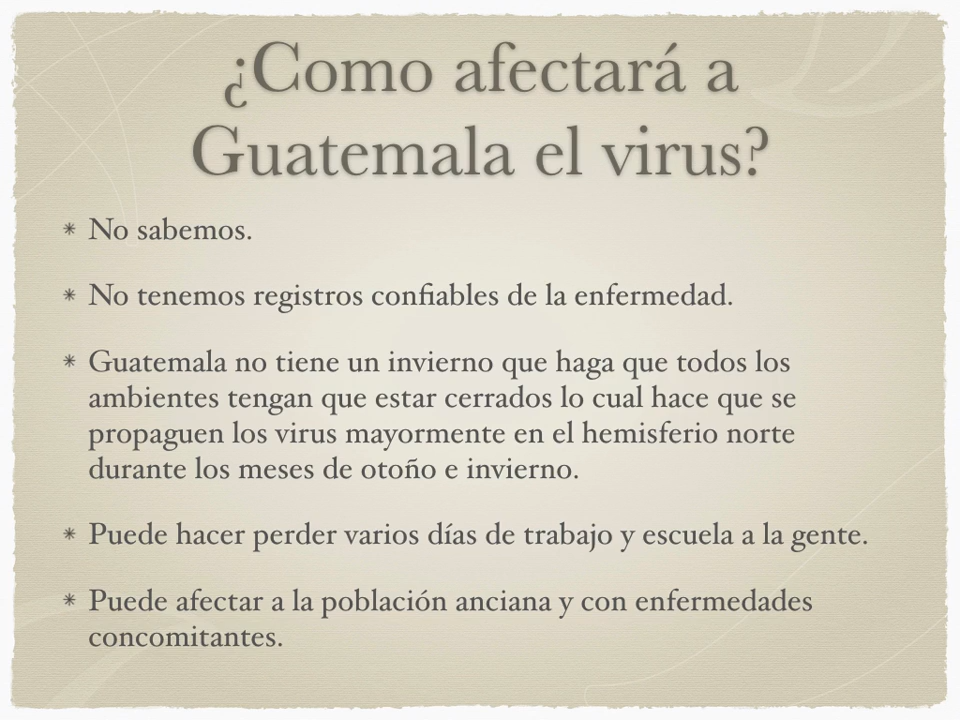 ¿Como afectará a
Guatemala el virus?
No sabemos.
No tenemos registros confiables de la enfermedad.
Guatemala no tiene un invierno que haga que todos los
ambientes tengan que estar cerrados lo cual hace que se
propaguen los virus mayormente en el hemisferio norte
durante los meses de otoño e invierno.
Puede hacer perder varios días de trabajo y escuela a la gente.
Puede afectar a la población anciana y con enfermedades
concomitantes.